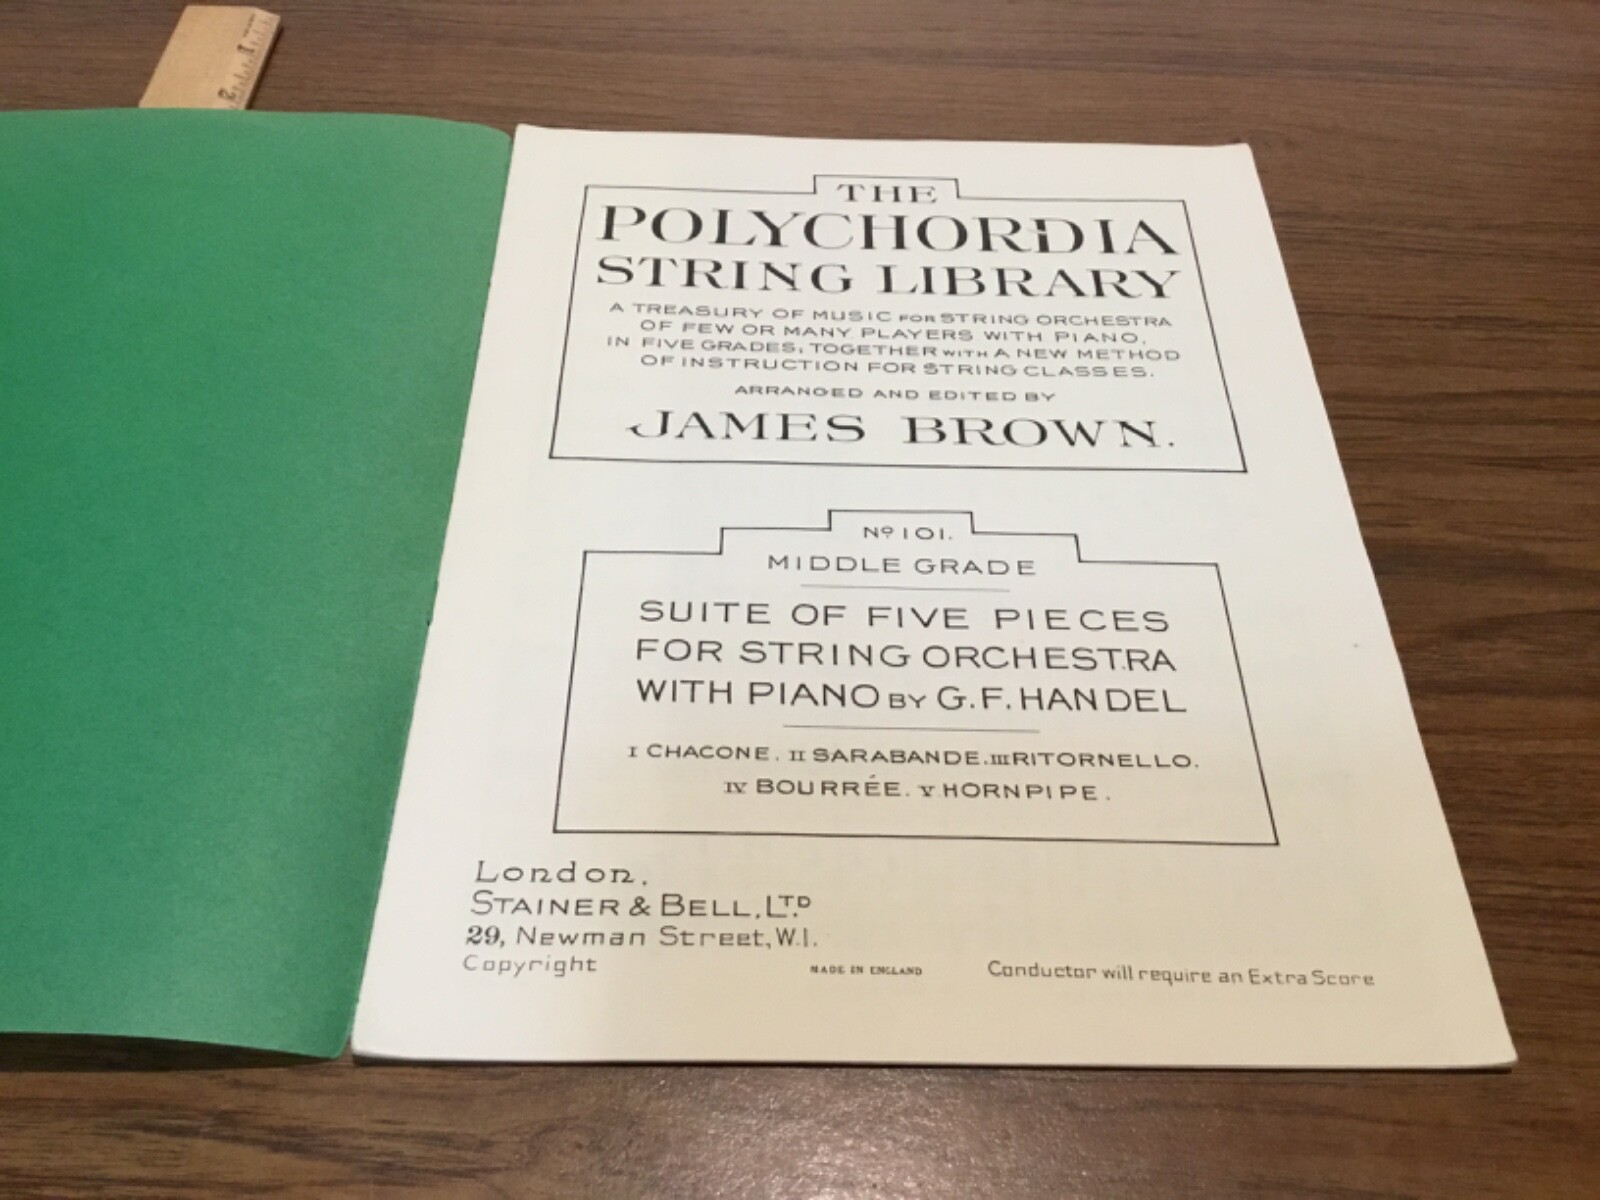 THE
POLYCHORDIA
STRING LIBRARY
A TREASURY OF MUSIC FOR STRING ORCHESTRA
OF FEW OR MANY PLAYERS WITH PIANO,
IN FIVE GRADES, TOGETHER WITH A NEW METHOD
OF INSTRUCTION FOR STRING CLASSES.
ARRANGED AND EDITED BY
JAMES BROWN.
Nº 101.
MIDDLE GRADE
SUITE OF FIVE PIECES
FOR STRING ORCHESTRA
WITH PIANO BY G.F. HANDEL
I CHACONE. II SARABANDE. III RITORNELLO.
IV BOURRÉE. V HORNPIPE.
London.
STAINER & BELL, LTD
29, Newman Street, W.1.
Copyright
MADE IN ENGLAND
Conductor will require an Extra Score
1
2